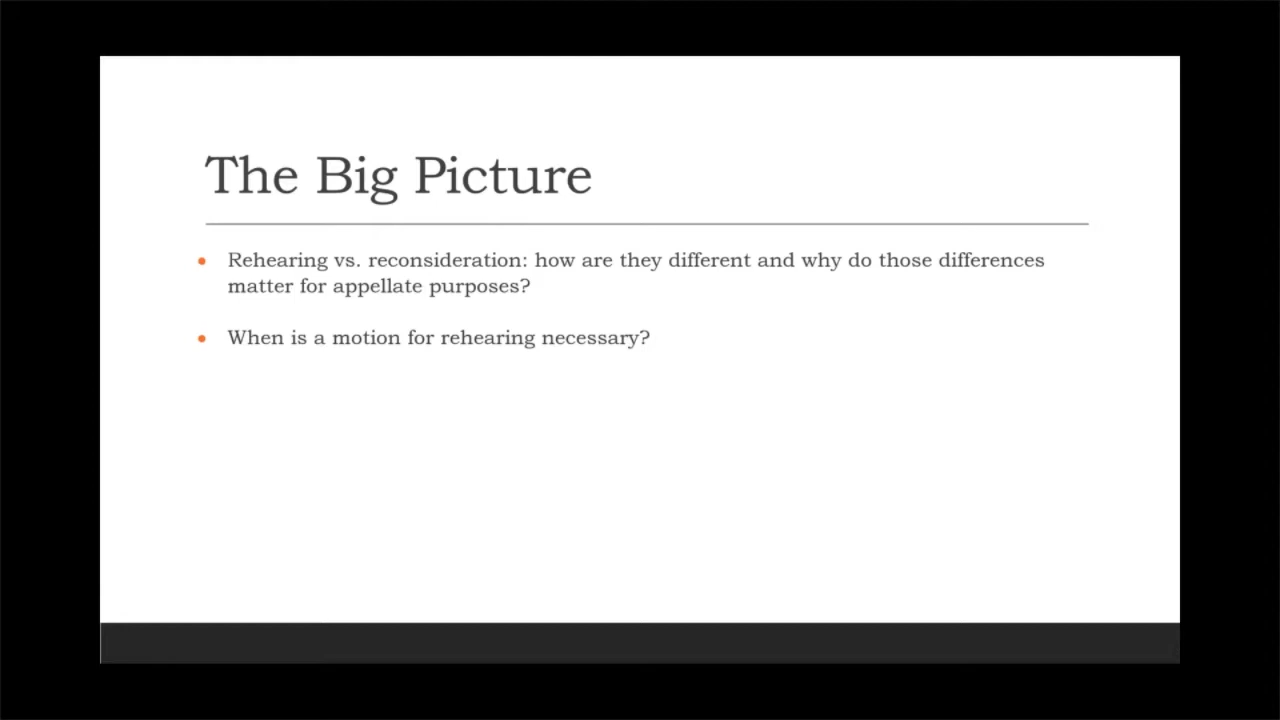 The Big Picture
Rehearing vs. reconsideration: how are they different and why do those differences
matter for appellate purposes?
When is a motion for rehearing necessary?